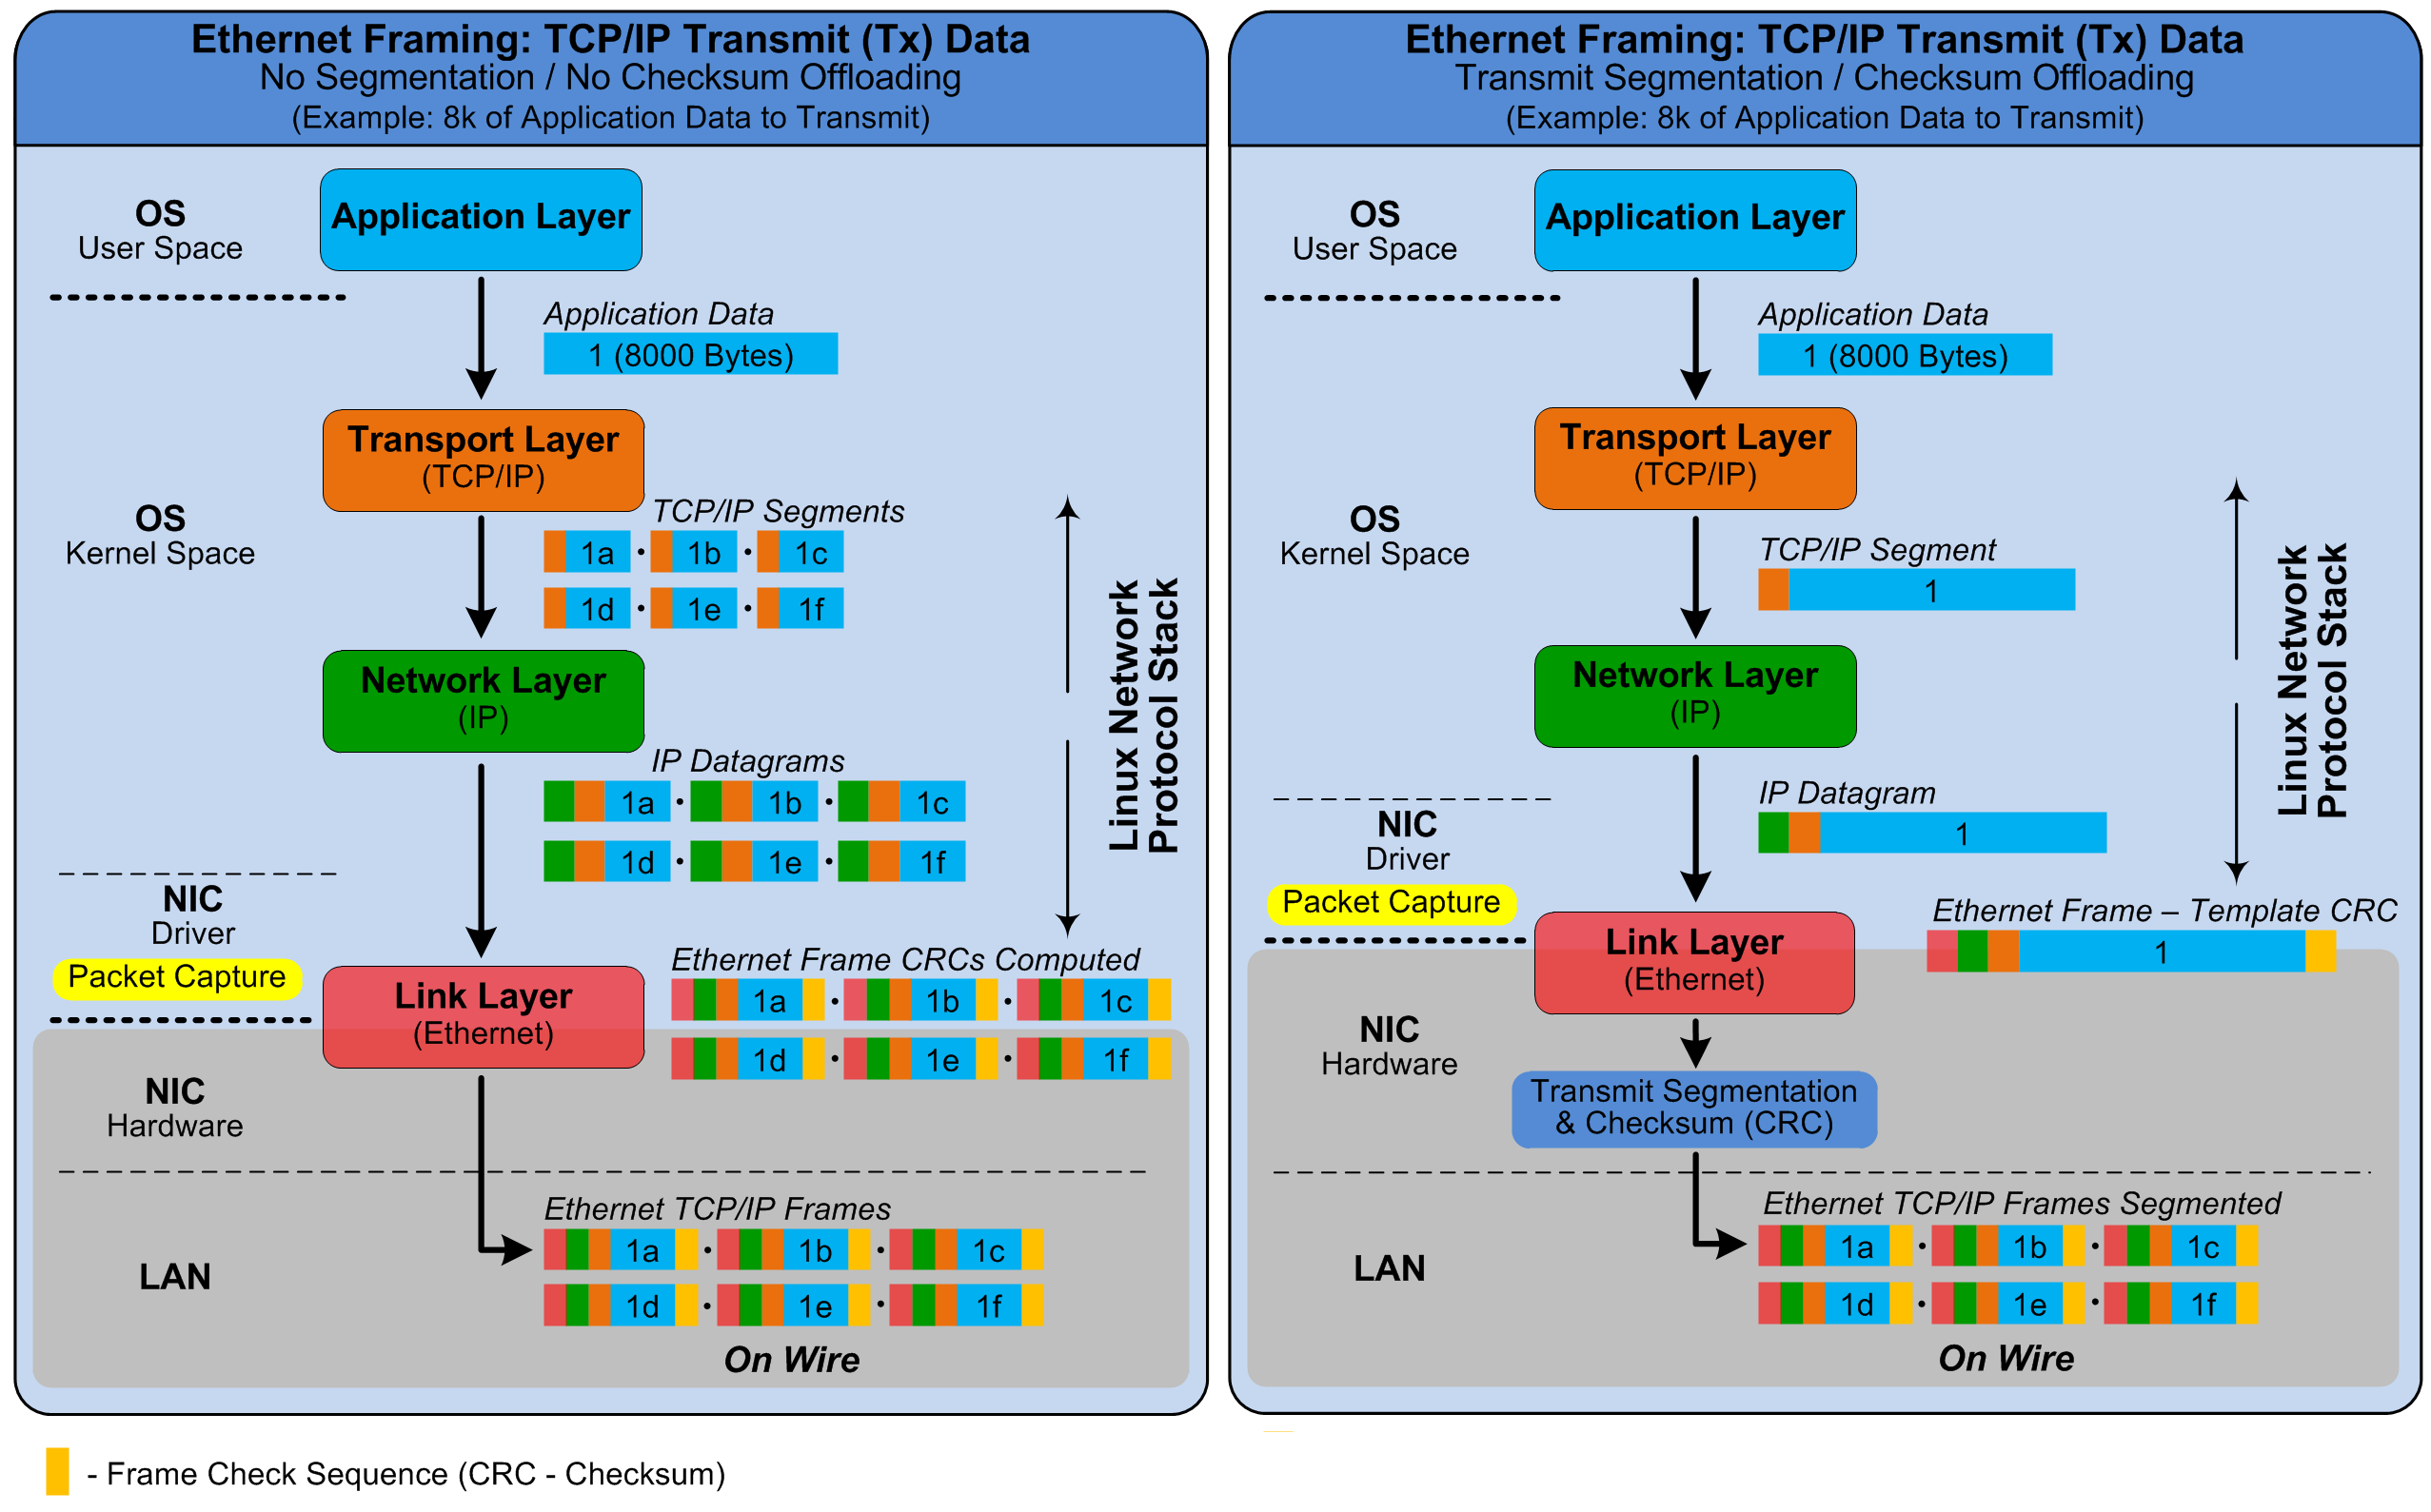 Ethernet Framing: TCP/IP Transmit (Tx) Data
No Segmentation / No Checksum Offloading
(Example: 8k of Application Data to Transmit)
OS
User Space
Application Layer
Application Data
1 (8000 Bytes)
Transport Layer
(TCP/IP)
OS
Kernel Space
TCP/IP Segments
1a • 1b • 1c
1d • 1e • 1f
Network Layer
(IP)
IP Datagrams
1a • 1b • 1c
1d • 1e • 1f
Linux Network
Protocol Stack
NIC
Driver
Packet Capture
Link Layer
(Ethernet)
Ethernet Frame CRCs Computed
1a • 1b • 1c
1d • 1e • 1f
NIC
Hardware
LAN
Ethernet TCP/IP Frames
1a • 1b • 1c
1d • 1e • 1f
On Wire
- Frame Check Sequence (CRC - Checksum)
Ethernet Framing: TCP/IP Transmit (Tx) Data
Transmit Segmentation / Checksum Offloading
(Example: 8k of Application Data to Transmit)
OS
User Space
Application Layer
Application Data
1 (8000 Bytes)
Transport Layer
(TCP/IP)
OS
Kernel Space
TCP/IP Segment
1
Network Layer
(IP)
IP Datagram
1
Linux Network
Protocol Stack
NIC
Driver
Packet Capture
Link Layer
(Ethernet)
Ethernet Frame – Template CRC
1
NIC
Hardware
Transmit Segmentation
& Checksum (CRC)
LAN
Ethernet TCP/IP Frames Segmented
1a • 1b • 1c
1d • 1e • 1f
On Wire